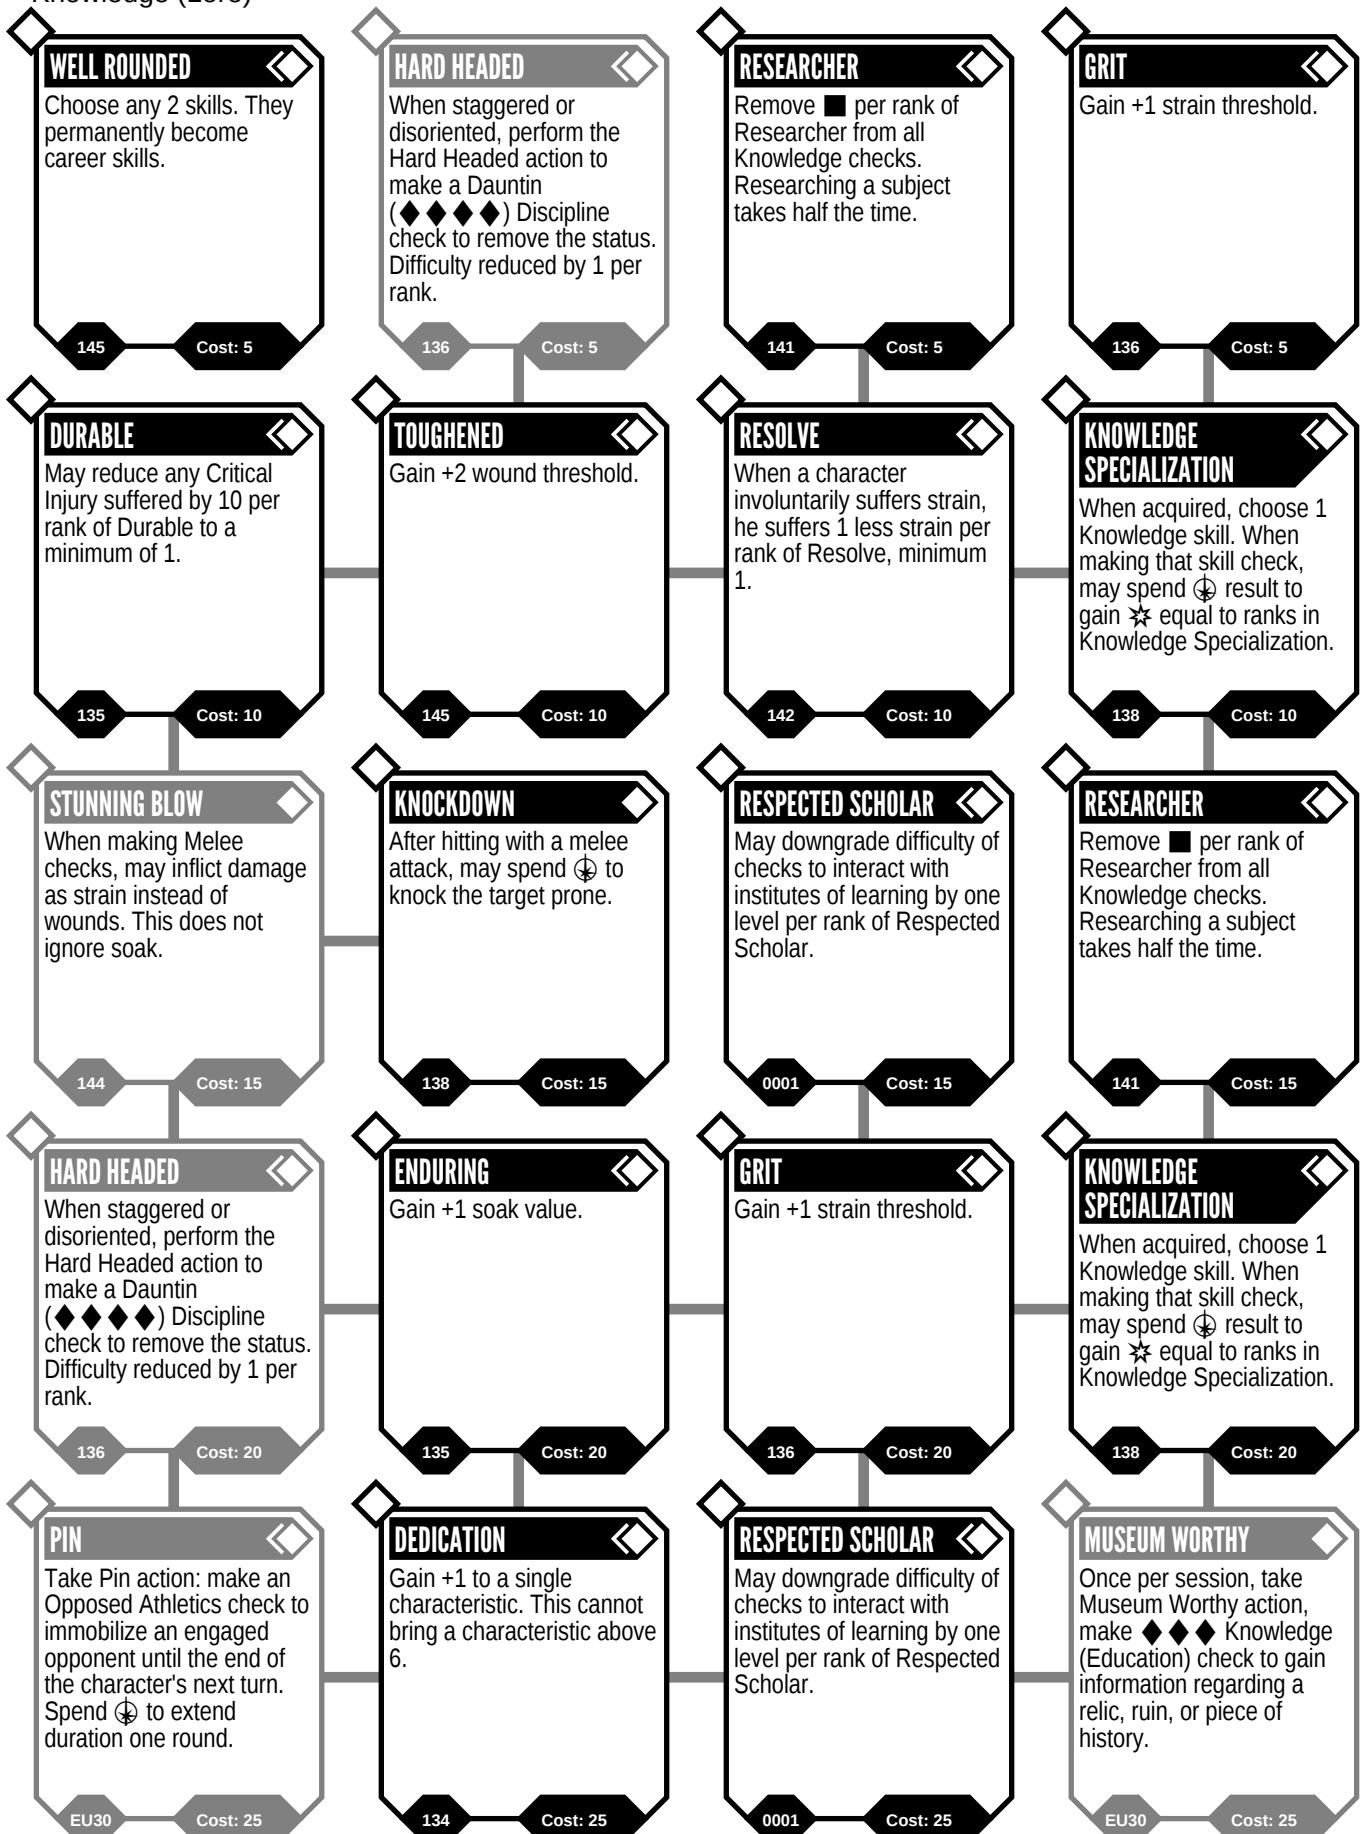 WELL ROUNDED
Choose any 2 skills. They
permanently become
career skills.
145
Cost: 5
HARD HEADED
When staggered or
disoriented, perform the
Hard Headed action to
make a Dauntin
(♦♦♦♦) Discipline
check to remove the status.
Difficulty reduced by 1 per
rank.
136
Cost: 5
RESEARCHER
Remove ■ per rank of
Researcher from all
Knowledge checks.
Researching a subject
takes half the time.
141
Cost: 5
GRIT
Gain +1 strain threshold.
136
Cost: 5
DURABLE
May reduce any Critical
Injury suffered by 10 per
rank of Durable to a
minimum of 1.
135
Cost: 10
TOUGHENED
Gain +2 wound threshold.
145
Cost: 10
RESOLVE
When a character
involuntarily suffers strain,
he suffers 1 less strain per
rank of Resolve, minimum
1.
142
Cost: 10
KNOWLEDGE
SPECIALIZATION
When acquired, choose 1
Knowledge skill. When
making that skill check,
may spend result to
gain equal to ranks in
Knowledge Specialization.
138
Cost: 10
STUNNING BLOW
When making Melee
checks, may inflict damage
as strain instead of
wounds. This does not
ignore soak.
144
Cost: 15
KNOCKDOWN
After hitting with a melee
attack, may spend to
knock the target prone.
138
Cost: 15
RESPECTED SCHOLAR
May downgrade difficulty of
checks to interact with
institutes of learning by one
level per rank of Respected
Scholar.
0001
Cost: 15
RESEARCHER
Remove ■ per rank of
Researcher from all
Knowledge checks.
Researching a subject
takes half the time.
141
Cost: 15
HARD HEADED
When staggered or
disoriented, perform the
Hard Headed action to
make a Dauntin
(♦♦♦♦) Discipline
check to remove the status.
Difficulty reduced by 1 per
rank.
136
Cost: 20
ENDURING
Gain +1 soak value.
135
Cost: 20
GRIT
Gain +1 strain threshold.
136
Cost: 20
KNOWLEDGE
SPECIALIZATION
When acquired, choose 1
Knowledge skill. When
making that skill check,
may spend result to
gain equal to ranks in
Knowledge Specialization.
138
Cost: 20
PIN
Take Pin action: make an
Opposed Athletics check to
immobilize an engaged
opponent until the end of
the character's next turn.
Spend to extend
duration one round.
EU30
Cost: 25
DEDICATION
Gain +1 to a single
characteristic. This cannot
bring a characteristic above
6.
134
Cost: 25
RESPECTED SCHOLAR
May downgrade difficulty of
checks to interact with
institutes of learning by one
level per rank of Respected
Scholar.
0001
Cost: 25
MUSEUM WORTHY
Once per session, take
Museum Worthy action,
make ♦♦♦ Knowledge
(Education) check to gain
information regarding a
relic, ruin, or piece of
history.
EU30
Cost: 25